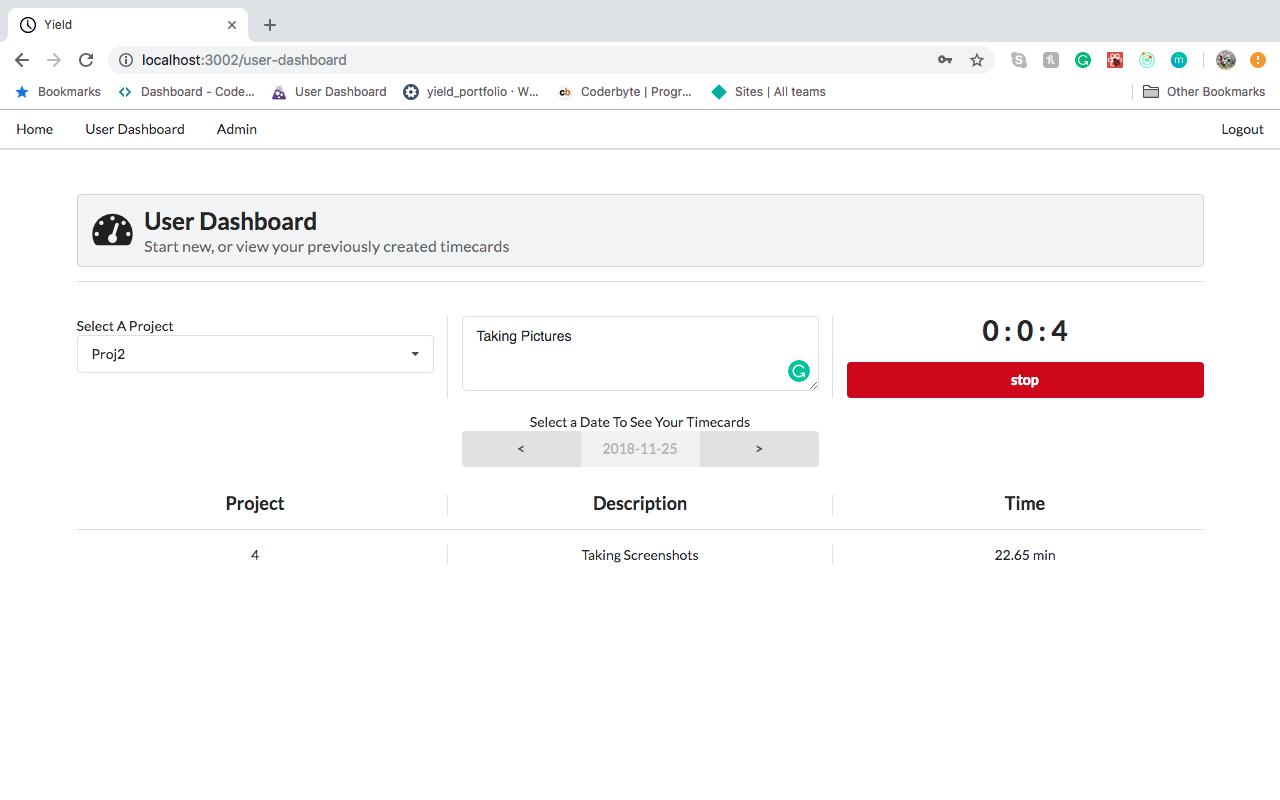 Yield
localhost:3002/user-dashboard
Bookmarks Dashboard - Code... User Dashboard yield_portfolio · W... cb Coderbyte | Progr... Sites | All teams Other Bookmarks
Home User Dashboard Admin Logout
User Dashboard
Start new, or view your previously created timecards
Select A Project
Proj2
Taking Pictures
0:0:4
stop
Select a Date To See Your Timecards
< 2018-11-25 >
Project Description Time
4 Taking Screenshots 22.65 min